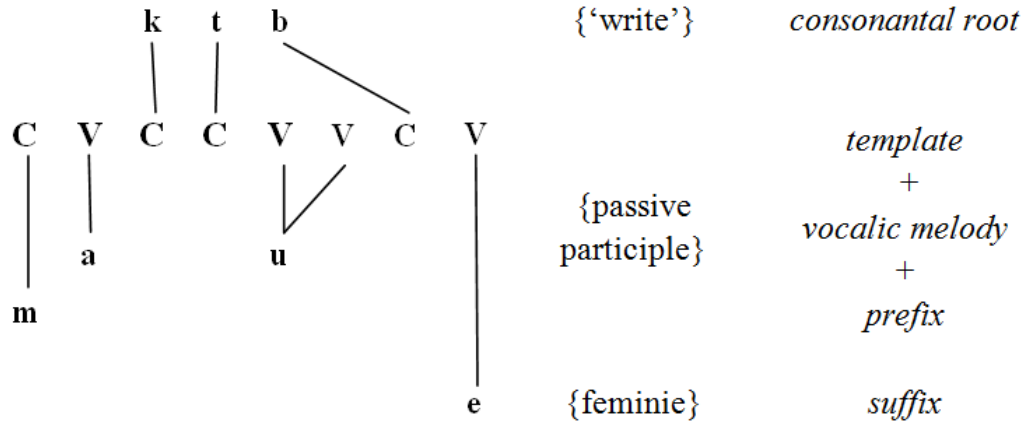 k t b {‘write’} consonantal root
C V C C V V C V
template
+
{passive participle}
vocalic melody
a u
+
m prefix
e {feminie} suffix